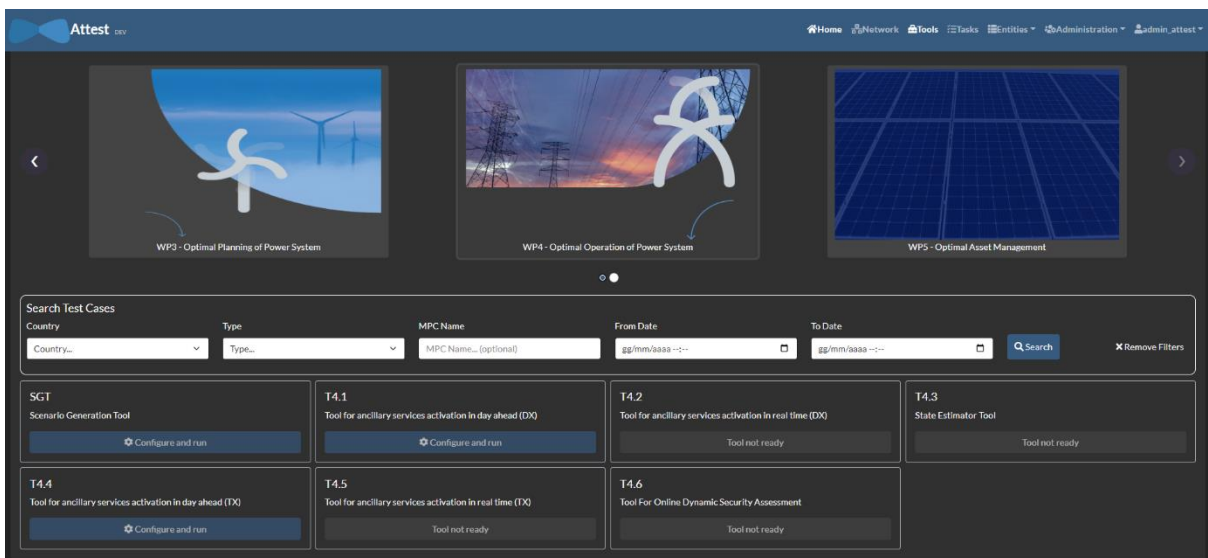 Attest DEV
Home Network Tools Tasks Entities Administration admin_attest
WP3 - Optimal Planning of Power System
WP4 - Optimal Operation of Power System
WP5 - Optimal Asset Management
Search Test Cases
Country Type MPC Name From Date To Date
Country... Type... MPC Name... (optional) gg/mm/aaaa --:-- gg/mm/aaaa --:-- Search Remove Filters
SGT T4.1 T4.2 T4.3
Scenario Generation Tool Tool for ancillary services activation in day ahead (DX) Tool for ancillary services activation in real time (DX) State Estimator Tool
Configure and run Configure and run Tool not ready Tool not ready
T4.4 T4.5 T4.6
Tool for ancillary services activation in day ahead (TX) Tool for ancillary services activation in real time (TX) Tool For Online Dynamic Security Assessment
Configure and run Tool not ready Tool not ready